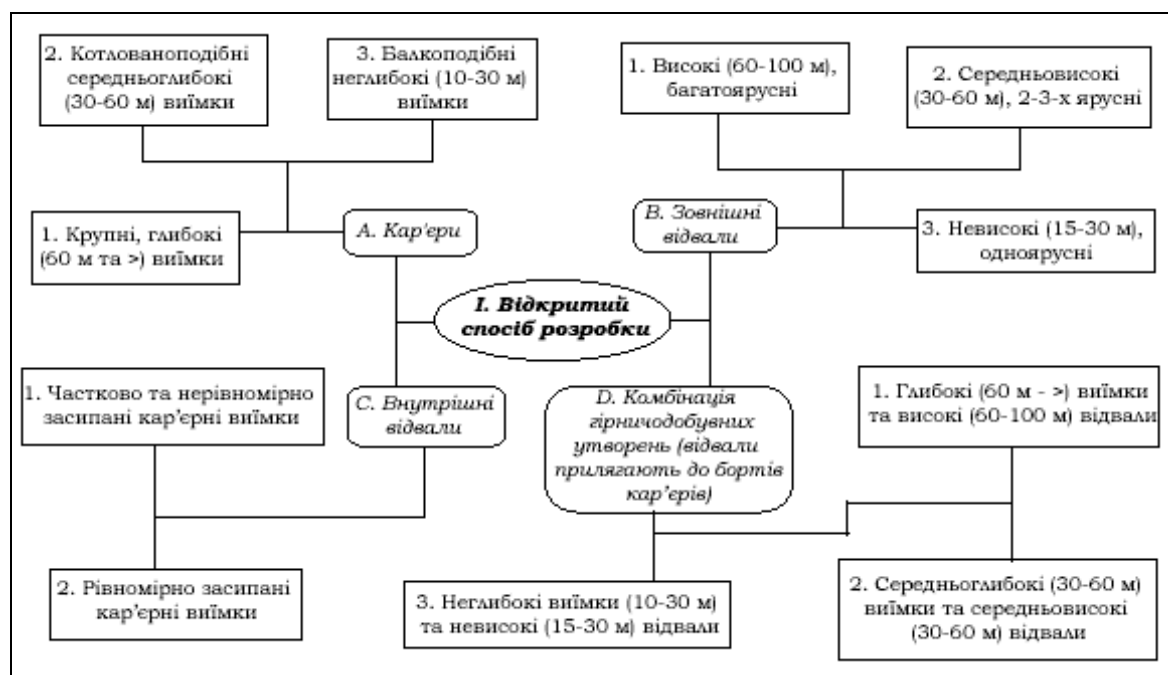 2. Котлованоподібні
середньоглибокі
(30-60 м) виїмки
3. Балкоподібні
неглибокі (10-30 м)
виїмки
1. Високі (60-100 м),
багатоярусні
2. Середньовисокі
(30-60 м), 2-3-х ярусні
1. Крупні, глибокі
(60 м та >) виїмки
А. Кар'ери
В. Зовнішні
відвали
3. Невисокі (15-30 м),
одноярусні
I. Відкритий
спосіб розробки
1. Частково та нерівномірно
засипані кар’єрні виїмки
С. Внутрішні
відвали
D. Комбінація
гірничодобувних
утворень (відвали
прилягають до бортів
кар’єрів)
1. Глибокі (60 м - >) виїмки
та високі (60-100 м) відвали
2. Рівномірно засипані
кар’єрні виїмки
3. Неглибокі виїмки (10-30 м)
та невисокі (15-30 м) відвали
2. Середньоглибокі (30-60 м)
виїмки та середньовисокі
(30-60 м) відвали